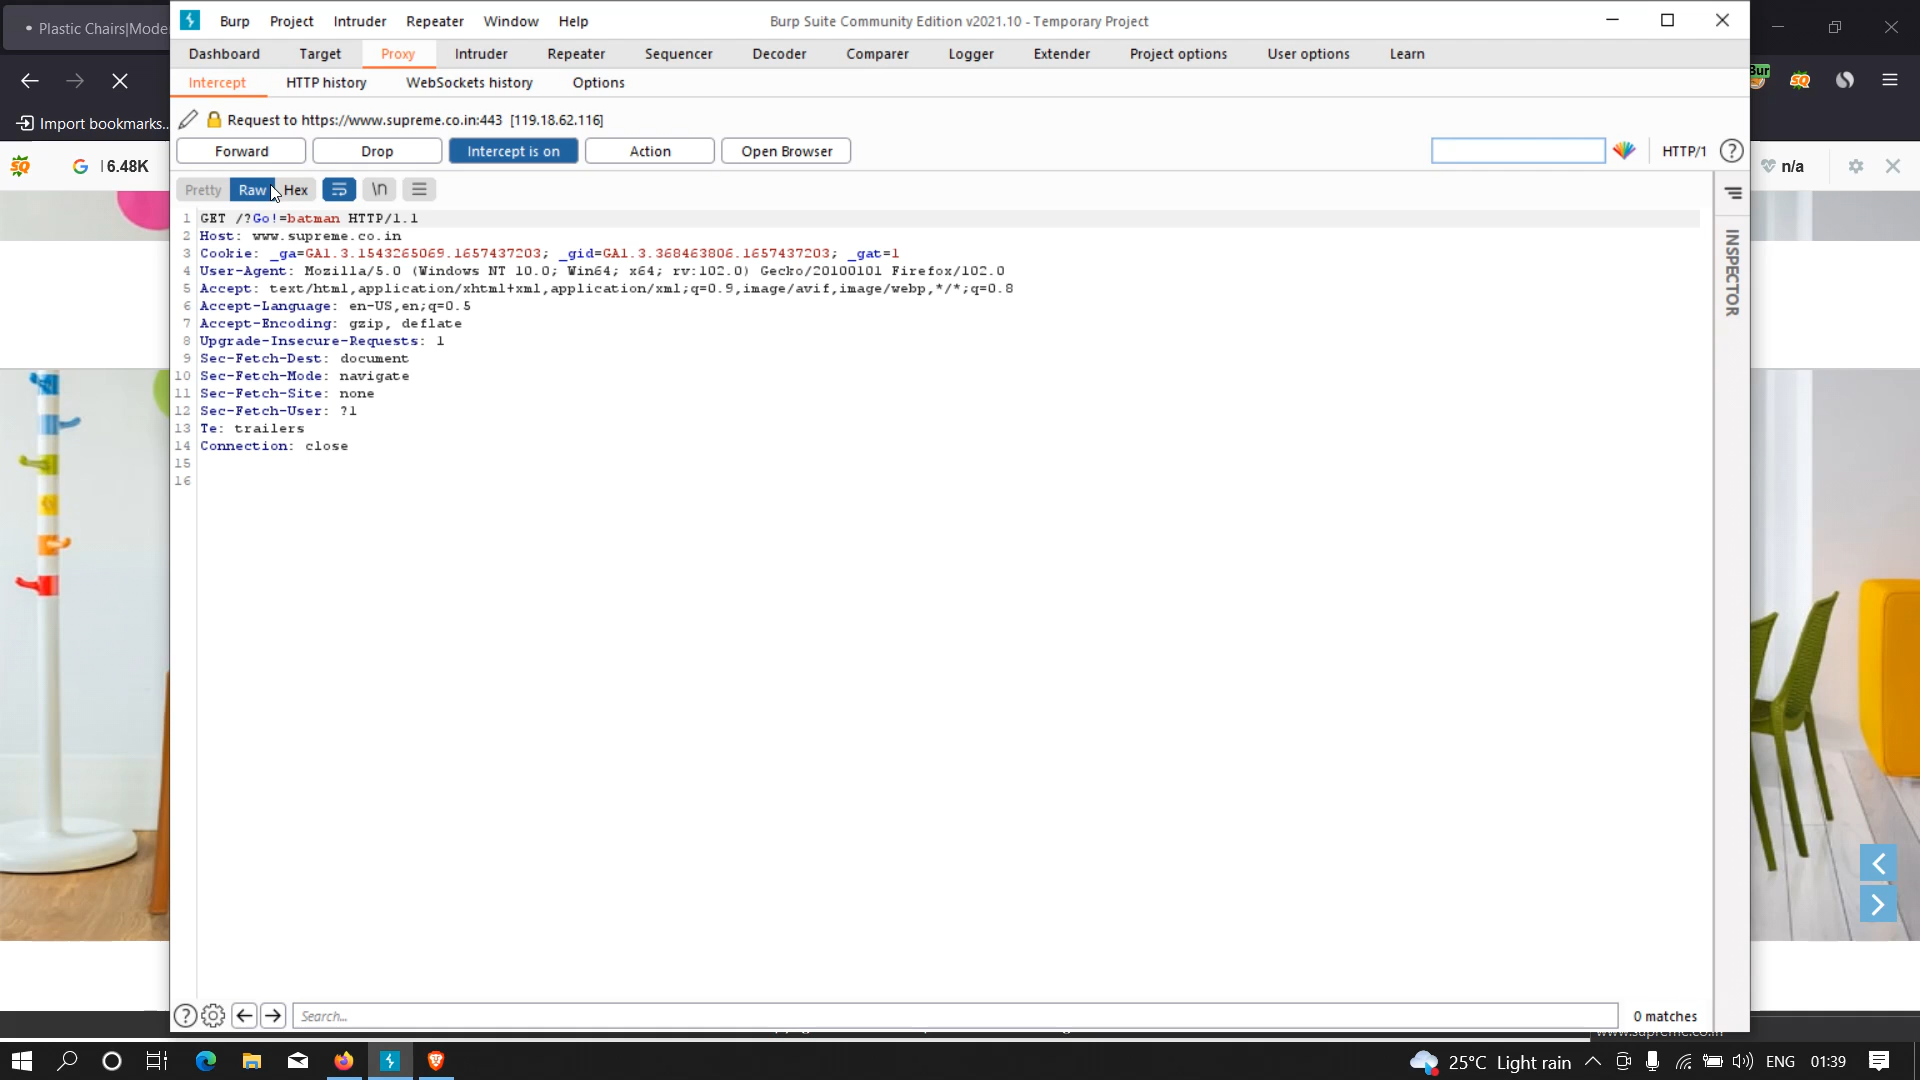 Plastic Chairs|Mode
Burp Project Intruder Repeater Window Help
Burp Suite Community Edition v2021.10 - Temporary Project
Dashboard Target Proxy Intruder Repeater Sequencer Decoder Comparer Logger Extender Project options User options Learn
Intercept HTTP history WebSockets history Options
Bur
Import bookmarks...
Request to https://www.supreme.co.in:443 [119.18.62.116]
Forward Drop Intercept is on Action Open Browser HTTP/1 ?
SQ G | 6.48K
n/a
Pretty Raw Hex \n
INSPECTOR
1 GET /?Go!=batman HTTP/1.1
2 Host: www.supreme.co.in
3 Cookie: _ga=GA1.3.1543265069.1657437203; _gid=GA1.3.368463806.1657437203; _gat=1
4 User-Agent: Mozilla/5.0 (Windows NT 10.0; Win64; x64; rv:102.0) Gecko/20100101 Firefox/102.0
5 Accept: text/html,application/xhtml+xml,application/xml;q=0.9,image/avif,image/webp,*/*;q=0.8
6 Accept-Language: en-US,en;q=0.5
7 Accept-Encoding: gzip, deflate
8 Upgrade-Insecure-Requests: 1
9 Sec-Fetch-Dest: document
10 Sec-Fetch-Mode: navigate
11 Sec-Fetch-Site: none
12 Sec-Fetch-User: ?1
13 Te: trailers
14 Connection: close
15
16
? Search... 0 matches
www.supreme.co.in
25°C Light rain ENG 01:39